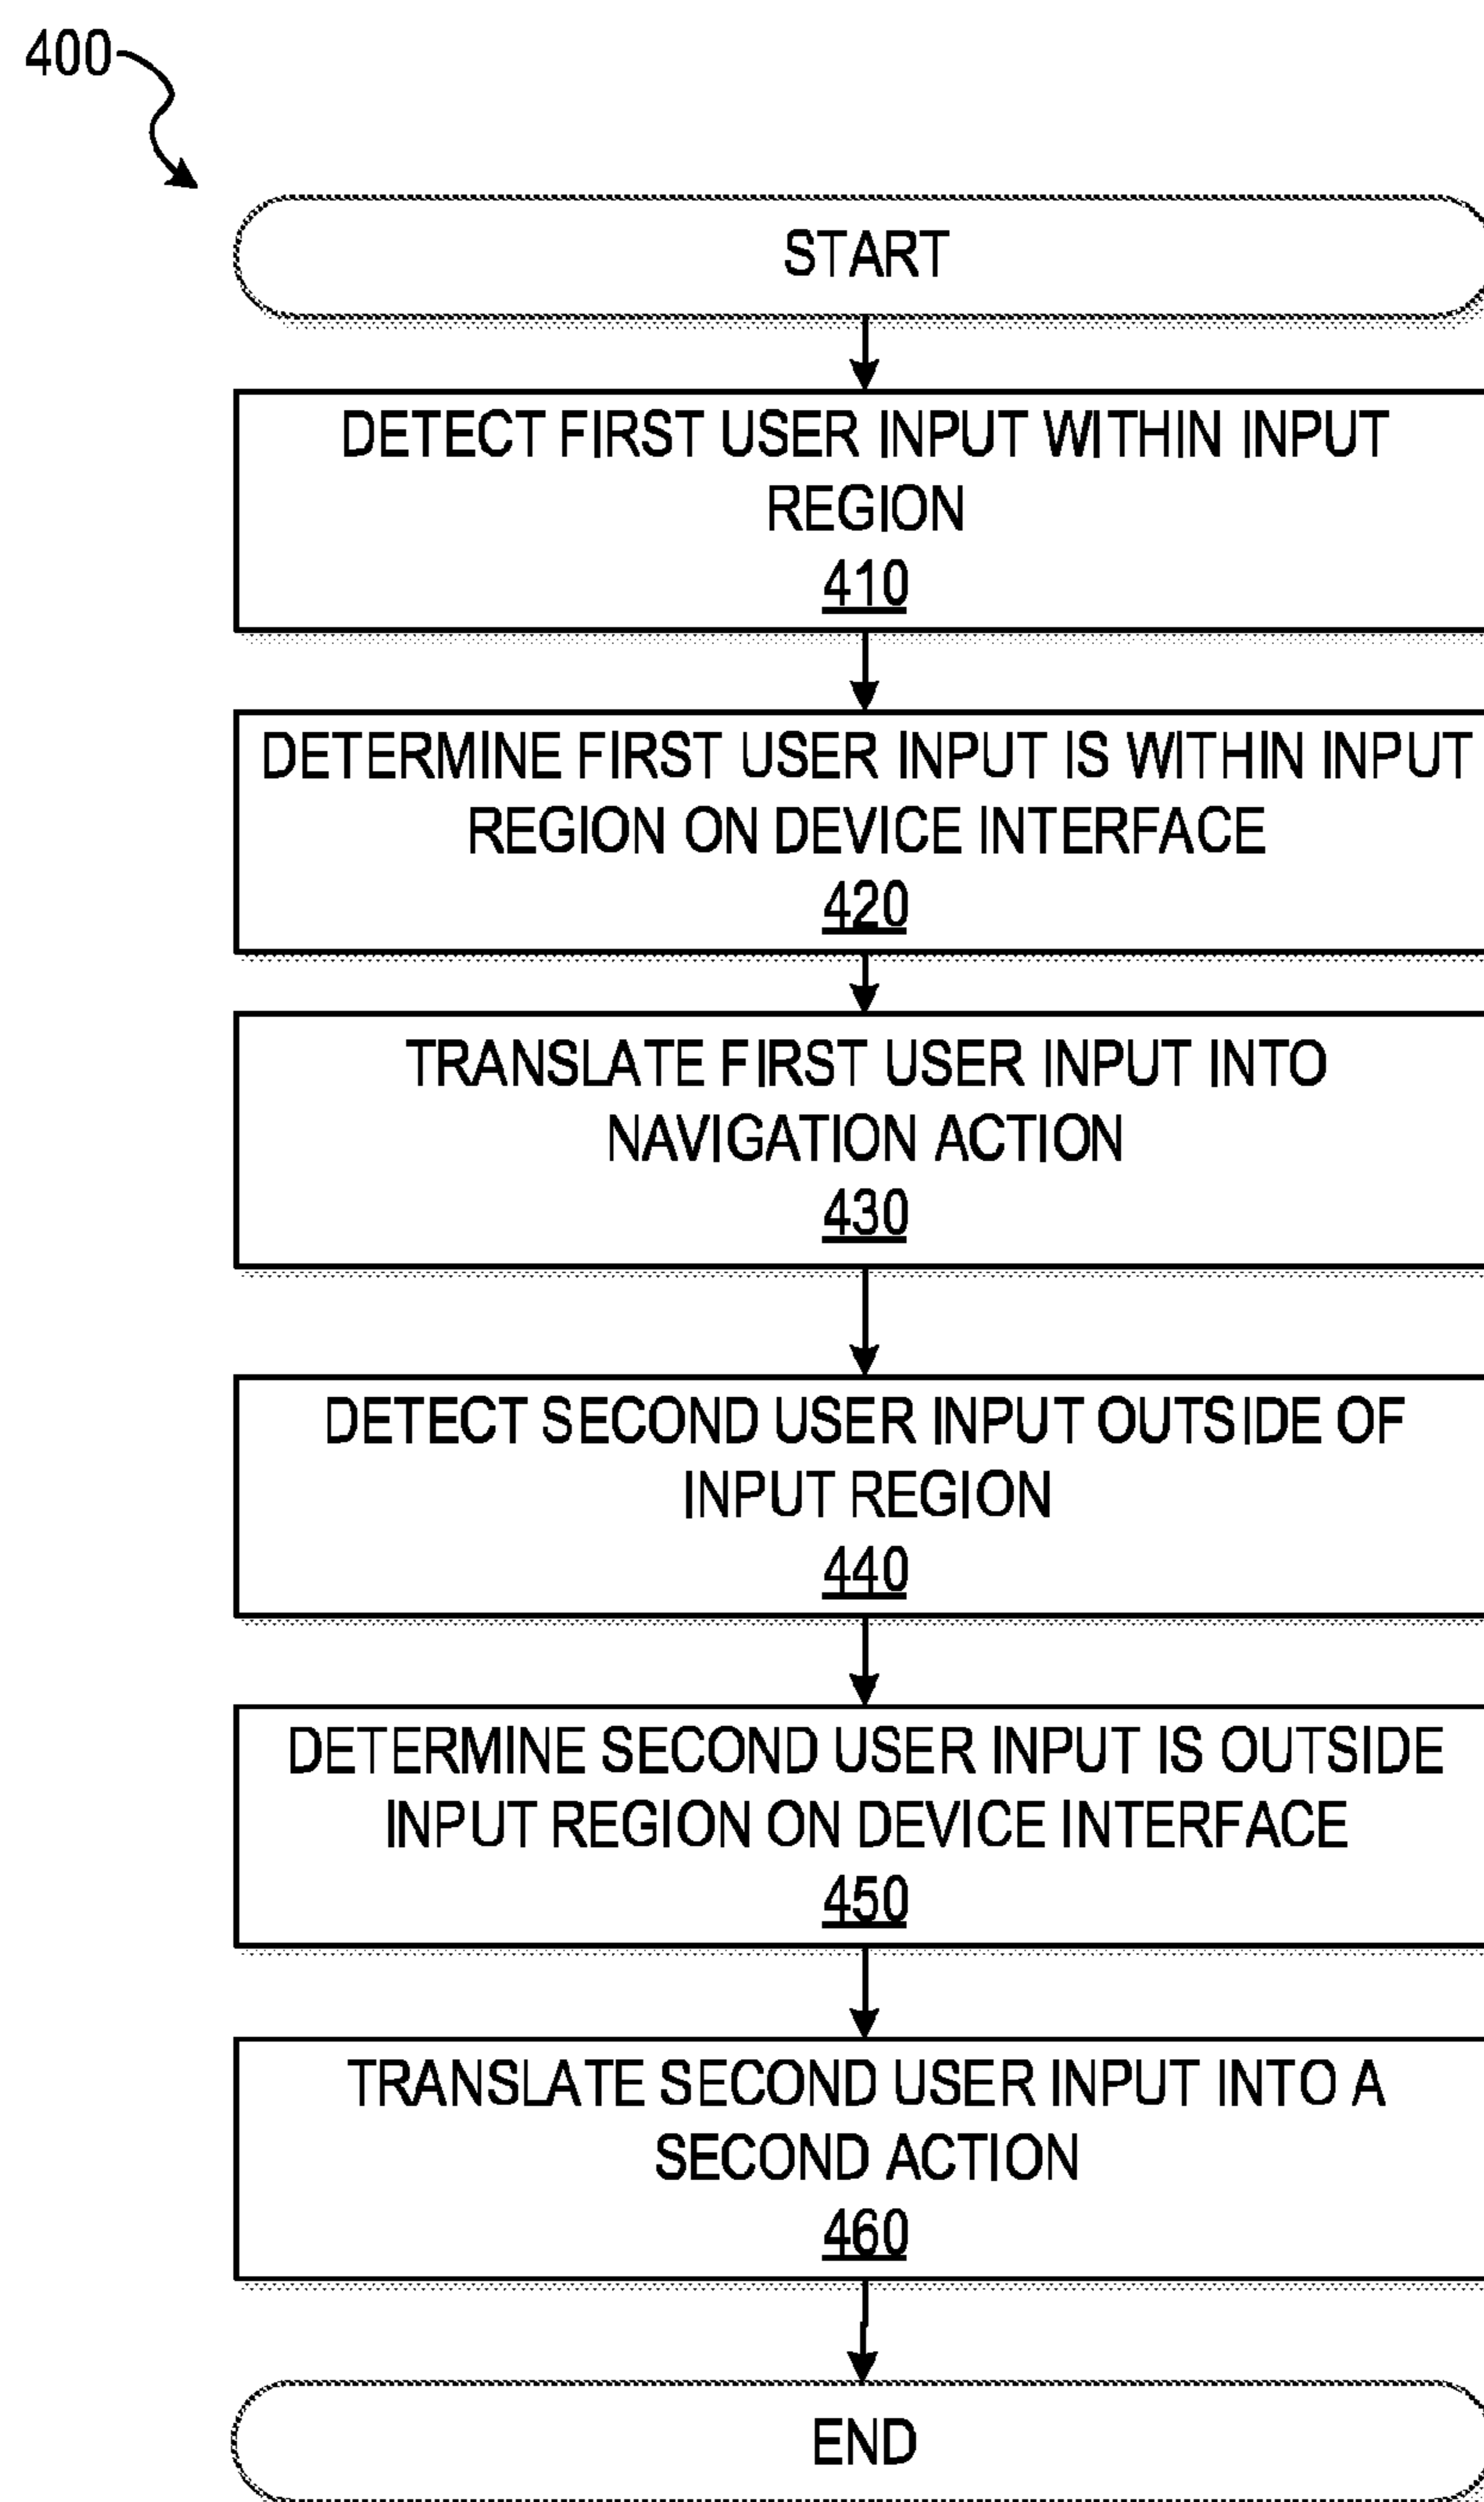 400
START
DETECT FIRST USER INPUT WITHIN INPUT
REGION
410
DETERMINE FIRST USER INPUT IS WITHIN INPUT
REGION ON DEVICE INTERFACE
420
TRANSLATE FIRST USER INPUT INTO
NAVIGATION ACTION
430
DETECT SECOND USER INPUT OUTSIDE OF
INPUT REGION
440
DETERMINE SECOND USER INPUT IS OUTSIDE
INPUT REGION ON DEVICE INTERFACE
450
TRANSLATE SECOND USER INPUT INTO A
SECOND ACTION
460
END